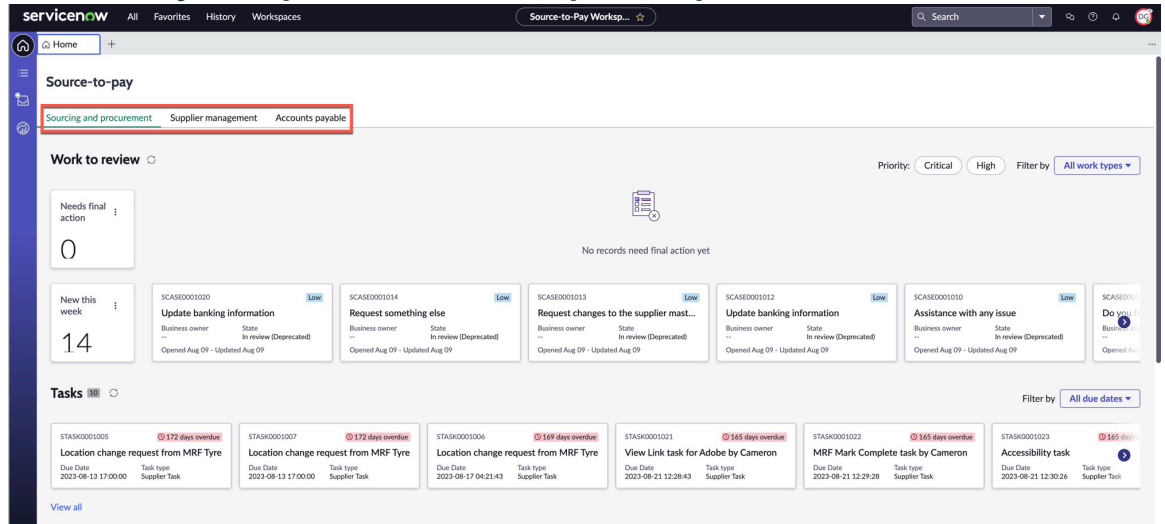 servicenow All Favorites History Workspaces Source-to-Pay Worksp... Search DG
Home
Source-to-pay
Sourcing and procurement Supplier management Accounts payable
Work to review Priority: Critical High Filter by All work types
Needs final action
0
No records need final action yet
New this week
14
SCASE0001020 Low
Update banking information
Business owner State
-- In review (Deprecated)
Opened Aug 09 - Updated Aug 09
SCASE0001014 Low
Request something else
Business owner State
-- In review (Deprecated)
Opened Aug 09 - Updated Aug 09
SCASE0001013 Low
Request changes to the supplier mast...
Business owner State
-- In review (Deprecated)
Opened Aug 09 - Updated Aug 09
SCASE0001012 Low
Update banking information
Business owner State
-- In review (Deprecated)
Opened Aug 09 - Updated Aug 09
SCASE0001010 Low
Assistance with any issue
Business owner State
-- In review (Deprecated)
Opened Aug 09 - Updated Aug 09
Do you
--
Opened
Tasks 10 Filter by All due dates
STASK0001005 172 days overdue
Location change request from MRF Tyre
Due Date Task type
2023-08-13 17:00:00 Supplier Task
STASK0001007 172 days overdue
Location change request from MRF Tyre
Due Date Task type
2023-08-13 17:00:00 Supplier Task
STASK0001006 169 days overdue
Location change request from MRF Tyre
Due Date Task type
2023-08-17 04:21:43 Supplier Task
STASK0001021 165 days overdue
View Link task for Adobe by Cameron
Due Date Task type
2023-08-21 12:28:43 Supplier Task
STASK0001022 165 days overdue
MRF Mark Complete task by Cameron
Due Date Task type
2023-08-21 12:29:28 Supplier Task
STASK0001023 165 days
Accessibility task
Due Date Task type
2023-08-21 12:30:26 Supplier Task
View all